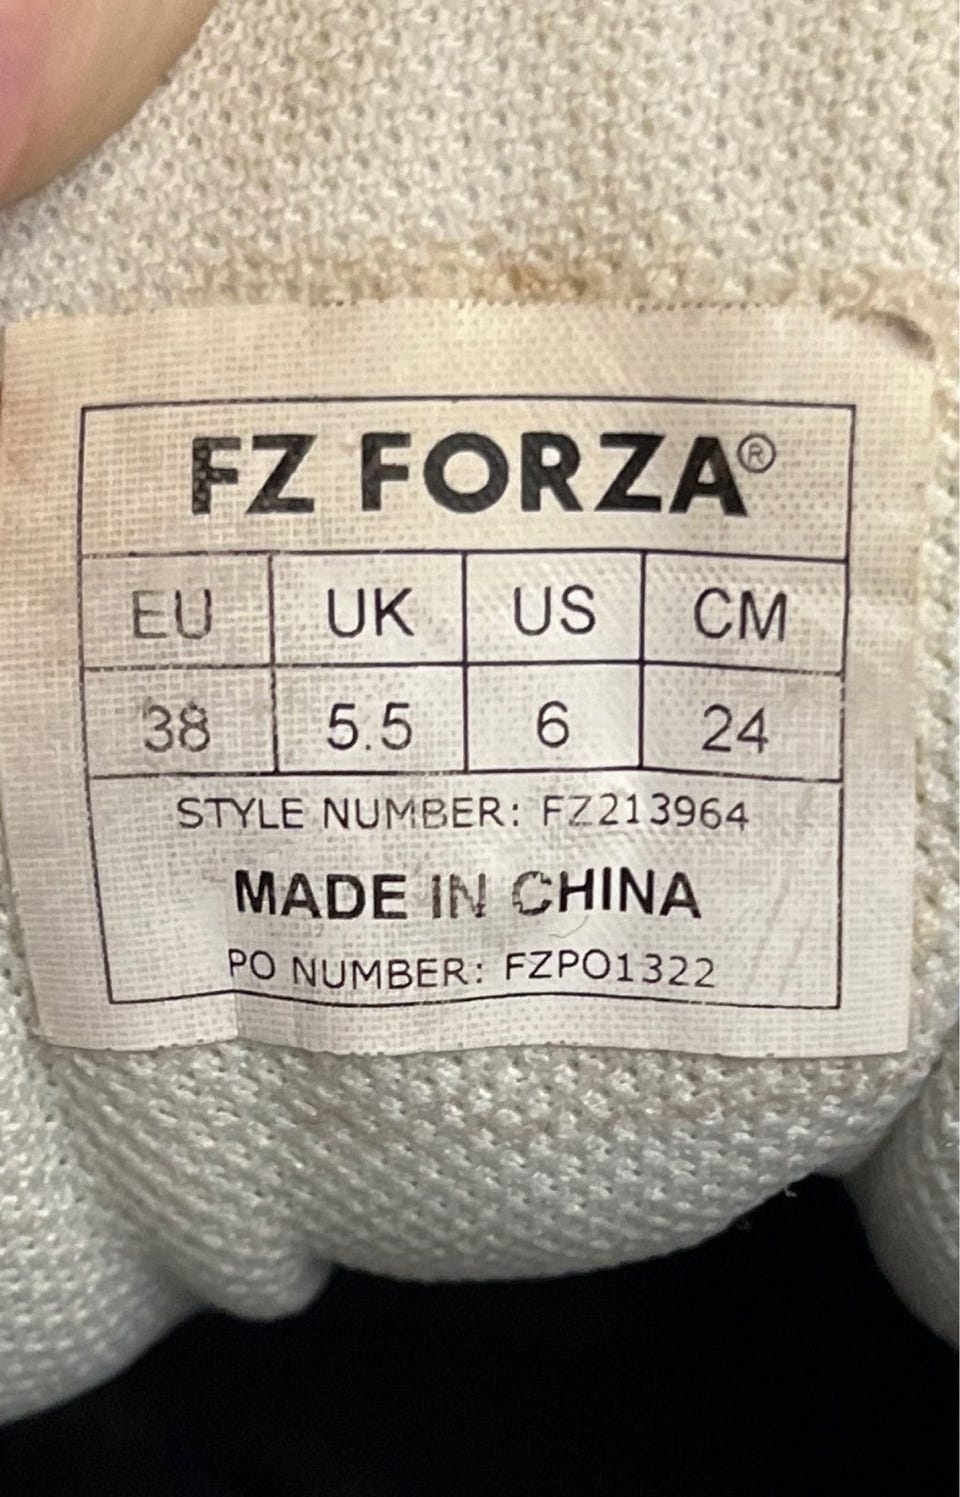 FZ FORZA®
EU UK US CM
38 5.5 6 24
STYLE NUMBER: FZ213964
MADE IN CHINA
PO NUMBER: FZPO1322